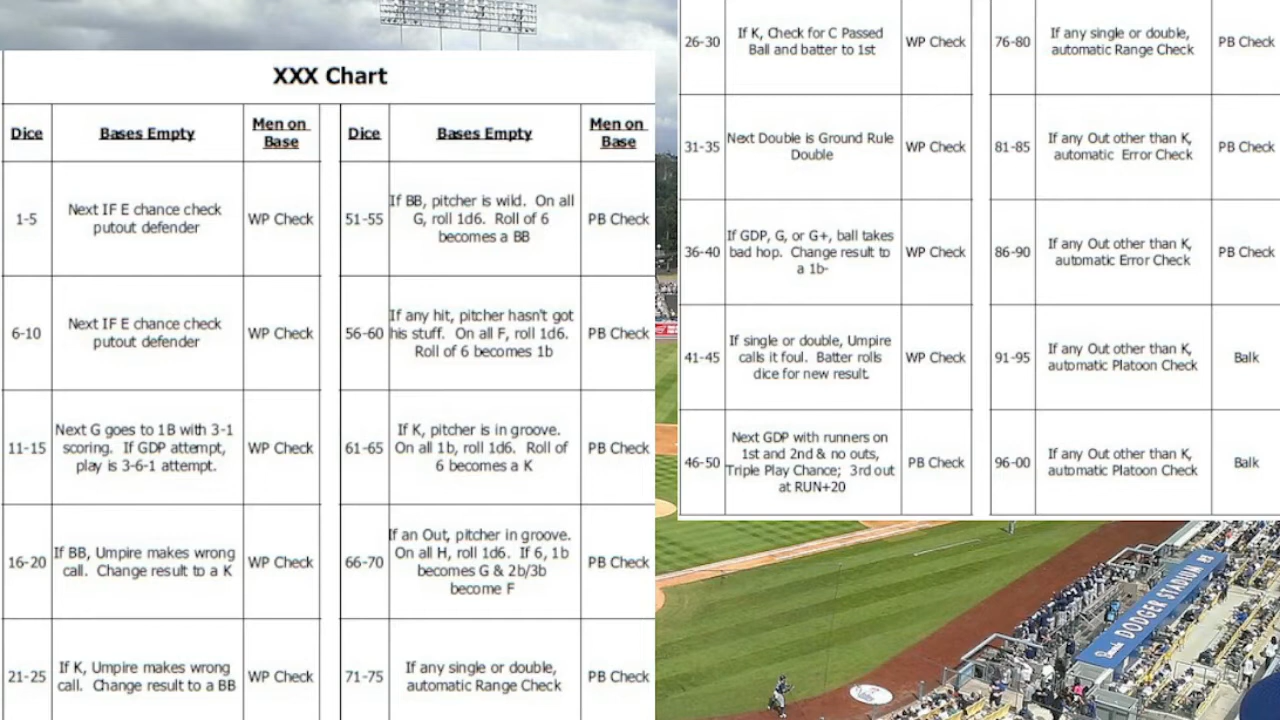 XXX Chart
Dice
Bases Empty
Men on
Base
Dice
Bases Empty
Men on
Base
1-5
Next IF E chance check
putout defender
WP Check
51-55
If BB, pitcher is wild. On all
G, roll 1d6. Roll of 6
becomes a BB
PB Check
6-10
Next IF E chance check
putout defender
WP Check
56-60
If any hit, pitcher hasn't got
his stuff. On all F, roll 1d6.
Roll of 6 becomes 1b
PB Check
11-15
Next G goes to 1B with 3-1
scoring. If GDP attempt,
play is 3-6-1 attempt.
WP Check
61-65
If K, pitcher is in groove.
On all 1b, roll 1d6. Roll of
6 becomes a K
PB Check
16-20
If BB, Umpire makes wrong
call. Change result to a K
WP Check
66-70
If an Out, pitcher in groove.
On all H, roll 1d6. If 6, 1b
becomes G & 2b/3b
become F
PB Check
21-25
If K, Umpire makes wrong
call. Change result to a BB
WP Check
71-75
If any single or double,
automatic Range Check
PB Check
26-30
If K, Check for C Passed
Ball and batter to 1st
WP Check
76-80
If any single or double,
automatic Range Check
PB Check
31-35
Next Double is Ground Rule
Double
WP Check
81-85
If any Out other than K,
automatic Error Check
PB Check
36-40
If GDP, G, or G+, ball takes
bad hop. Change result to
a 1b-
WP Check
86-90
If any Out other than K,
automatic Error Check
PB Check
41-45
If single or double, Umpire
calls it foul. Batter rolls
dice for new result.
WP Check
91-95
If any Out other than K,
automatic Platoon Check
Balk
46-50
Next GDP with runners on
1st and 2nd & no outs,
Triple Play Chance; 3rd out
at RUN+20
PB Check
96-00
If any Out other than K,
automatic Platoon Check
Balk
DODGER STADIUM